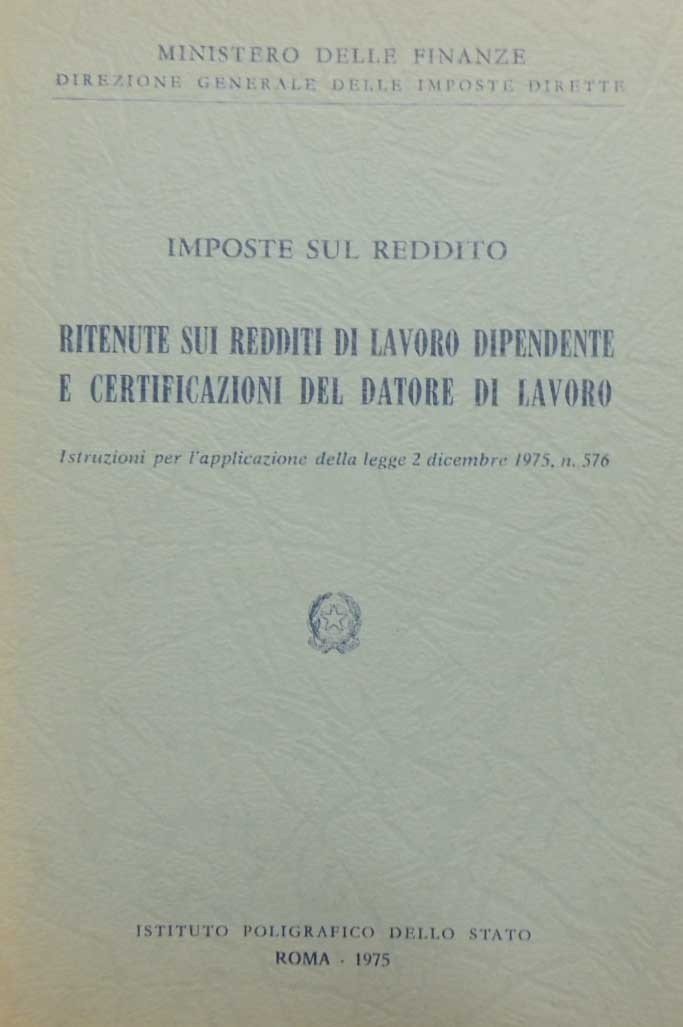 MINISTERO DELLE FINANZE
DIREZIONE GENERALE DELLE IMPOSTE DIRETTE
IMPOSTE SUL REDDITO
RITENUTE SUI REDDITI DI LAVORO DIPENDENTE
E CERTIFICAZIONI DEL DATORE DI LAVORO
Istruzioni per l'applicazione della legge 2 dicembre 1975, n. 576
ISTITUTO POLIGRAFICO DELLO STATO
ROMA - 1975